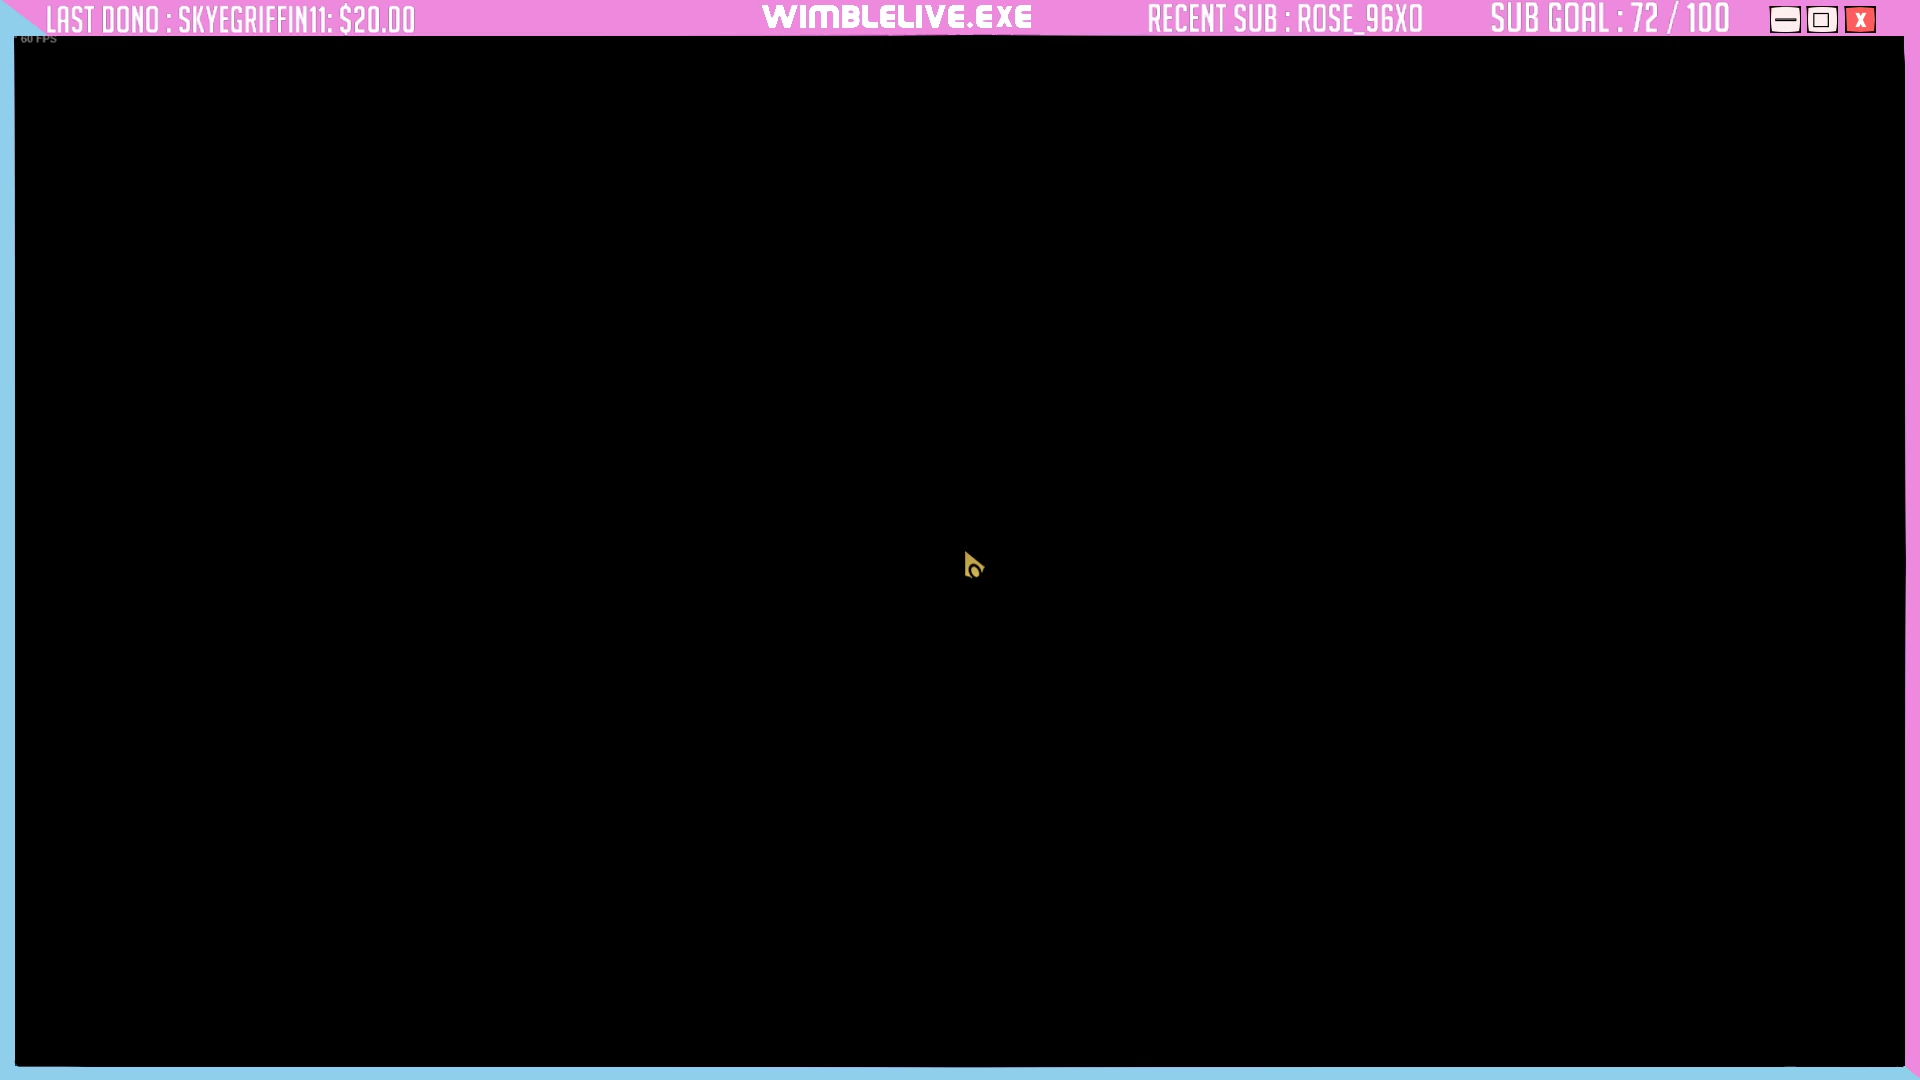 LAST DONO : SKYEGRIFFIN11: $20.00
WIMBLELIVE.EXE
RECENT SUB : ROSE_96XO
SUB GOAL : 72 / 100
X
60 FPS